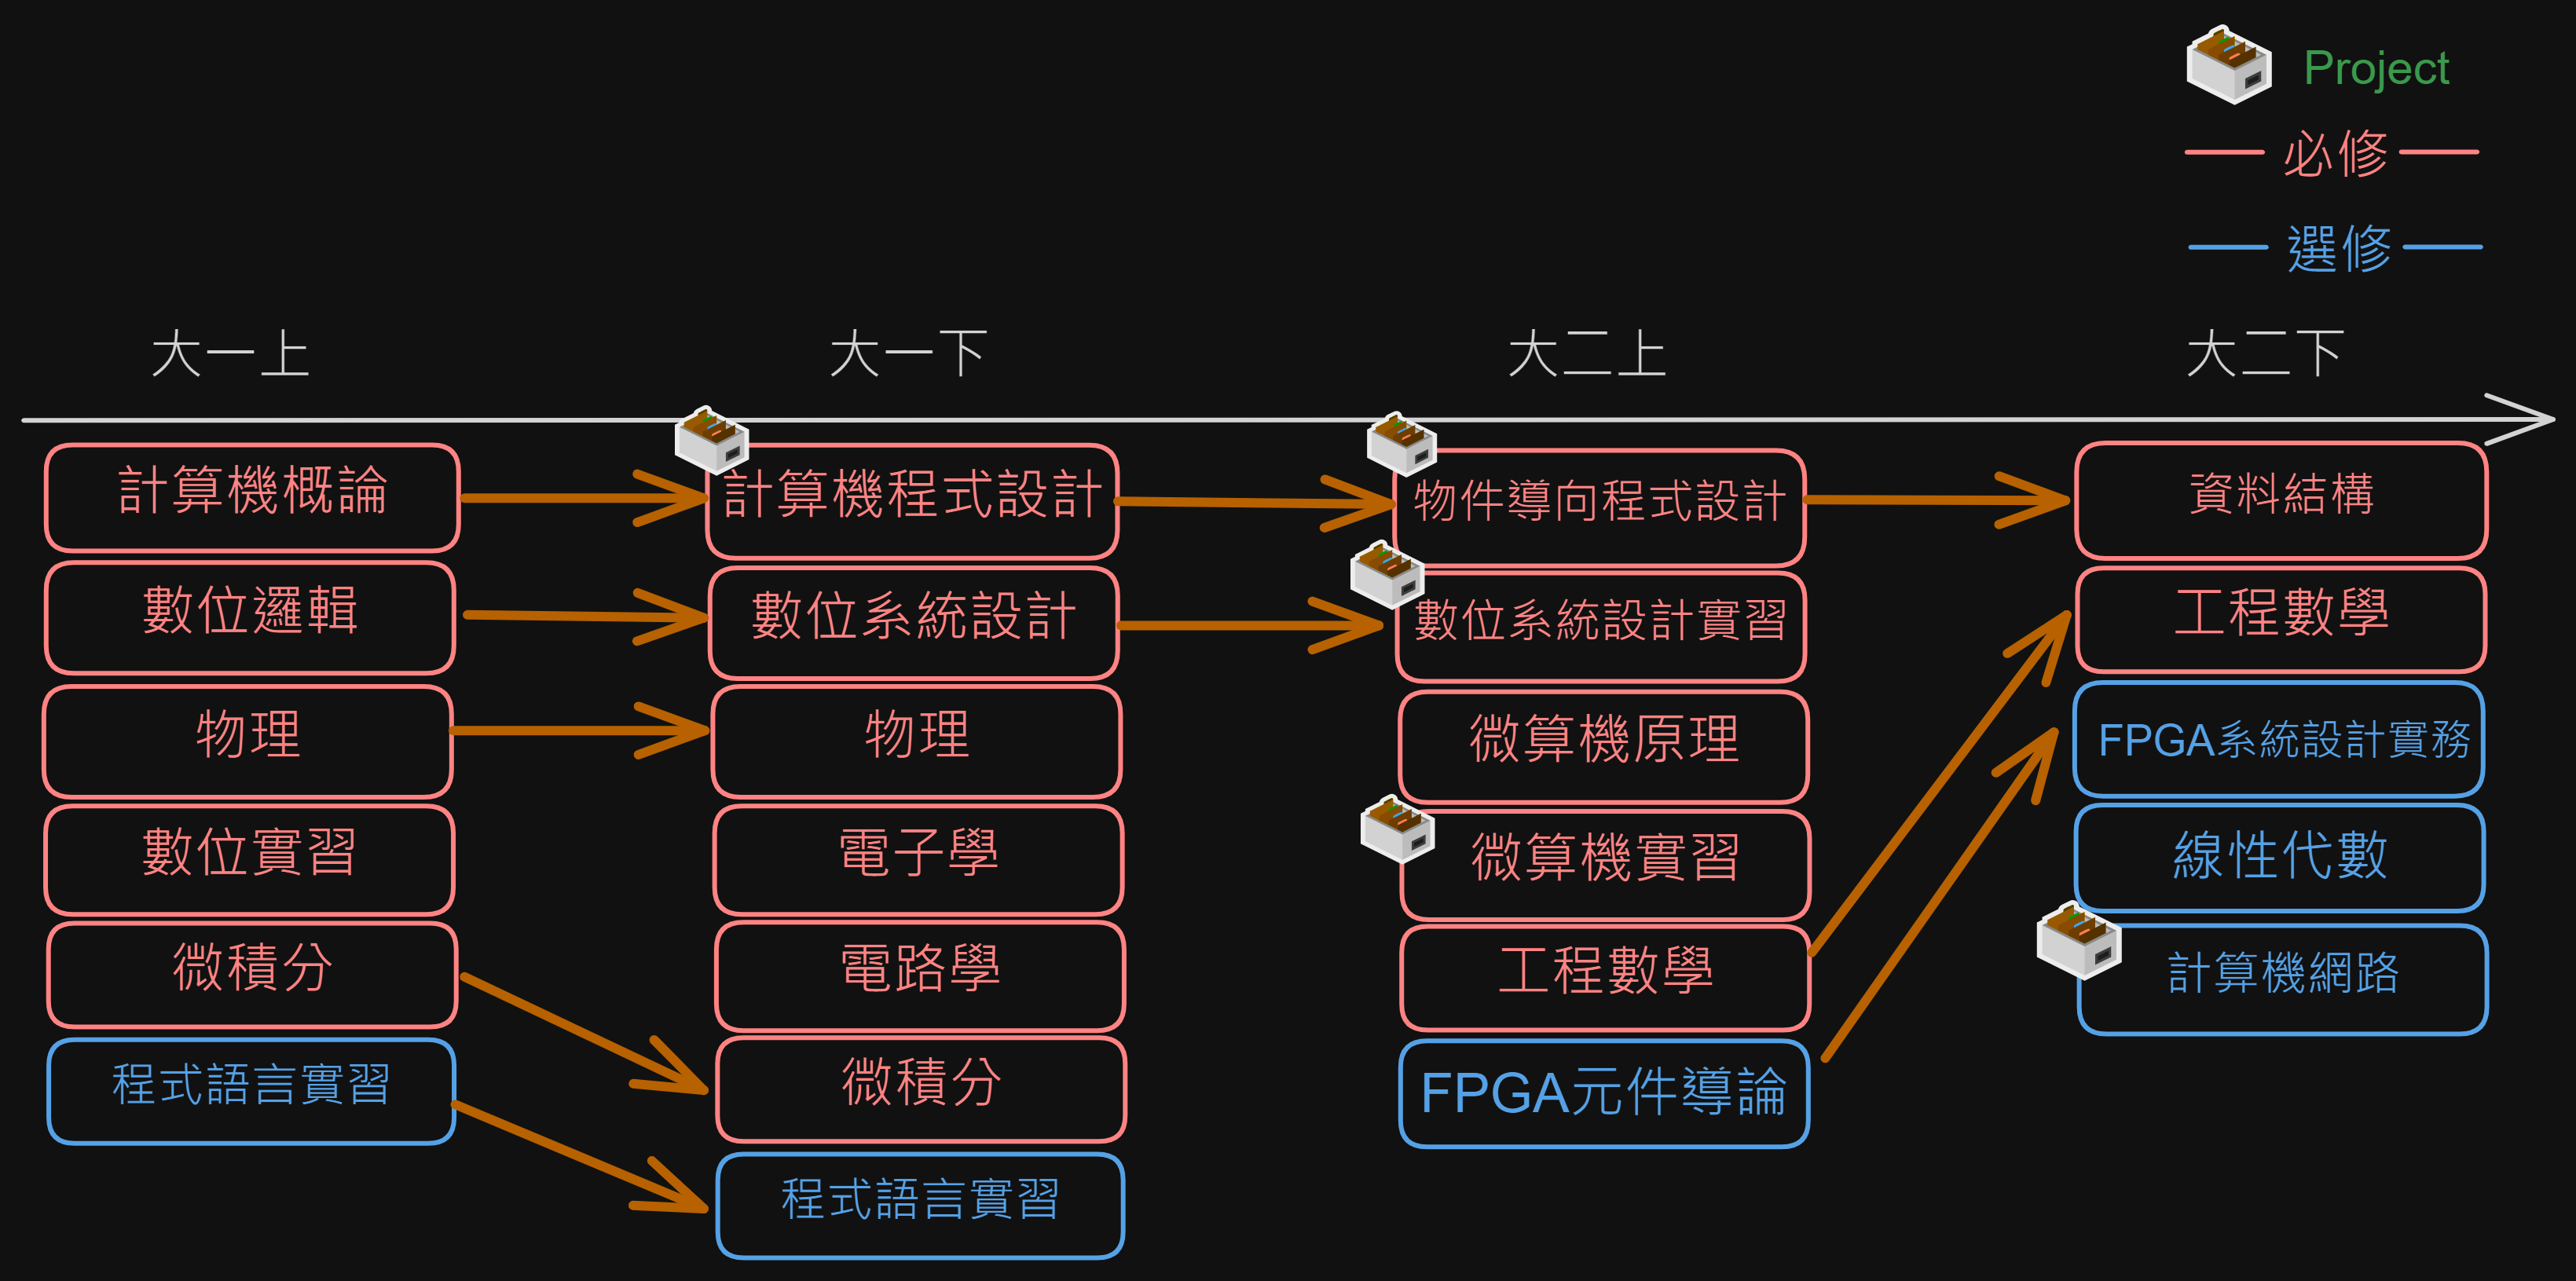 Project
必修
選修
大一上
大一下
大二上
大二下
計算機概論
數位邏輯
物理
數位實習
微積分
程式語言實習
計算機程式設計
數位系統設計
物理
電子學
電路學
微積分
程式語言實習
物件導向程式設計
數位系統設計實習
微算機原理
微算機實習
工程數學
FPGA元件導論
資料結構
工程數學
FPGA系統設計實務
線性代數
計算機網路